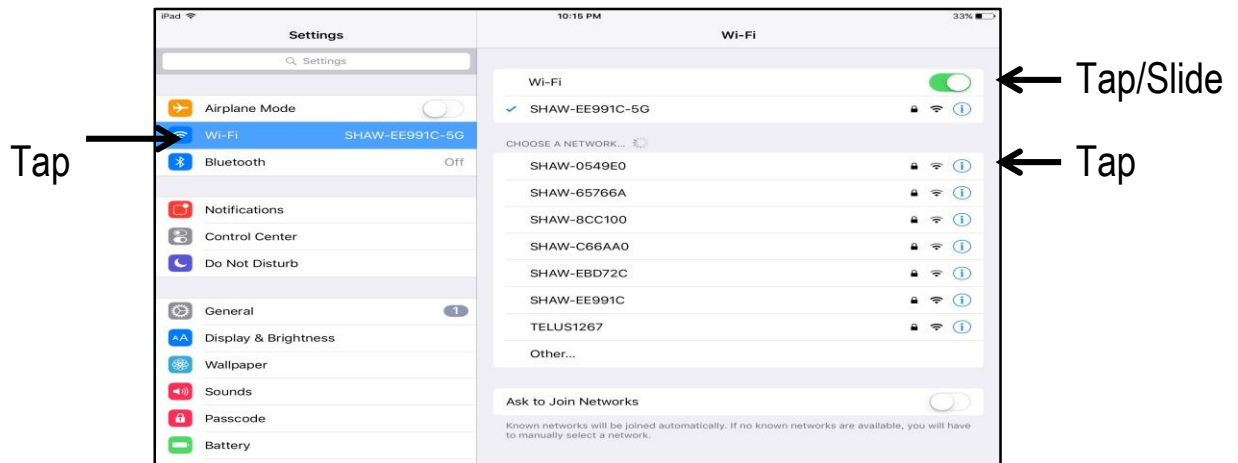 iPad 10:15 PM 33%
Settings
Wi-Fi
Settings
Airplane Mode
Wi-Fi SHAW-EE991C-5G
Bluetooth Off
Notifications
Control Center
Do Not Disturb
General 1
AA Display & Brightness
Wallpaper
Sounds
Passcode
Battery
Wi-Fi
SHAW-EE991C-5G
CHOOSE A NETWORK...
SHAW-0549E0
SHAW-65766A
SHAW-8CC100
SHAW-C66AA0
SHAW-EBD72C
SHAW-EE991C
TELUS1267
Other...
Ask to Join Networks
Known networks will be joined automatically. If no known networks are available, you will have
to manually select a network.
Tap
Tap/Slide
Tap